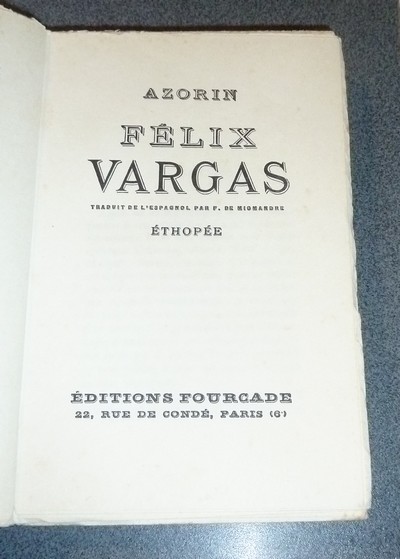 AZORIN
FÉLIX
VARGAS
TRADUIT DE L'ESPAGNOL PAR F. DE MIOMANDRE
ÉTHOPÉE
ÉDITIONS FOURCADE
22, RUE DE CONDÉ, PARIS (6ᵉ)